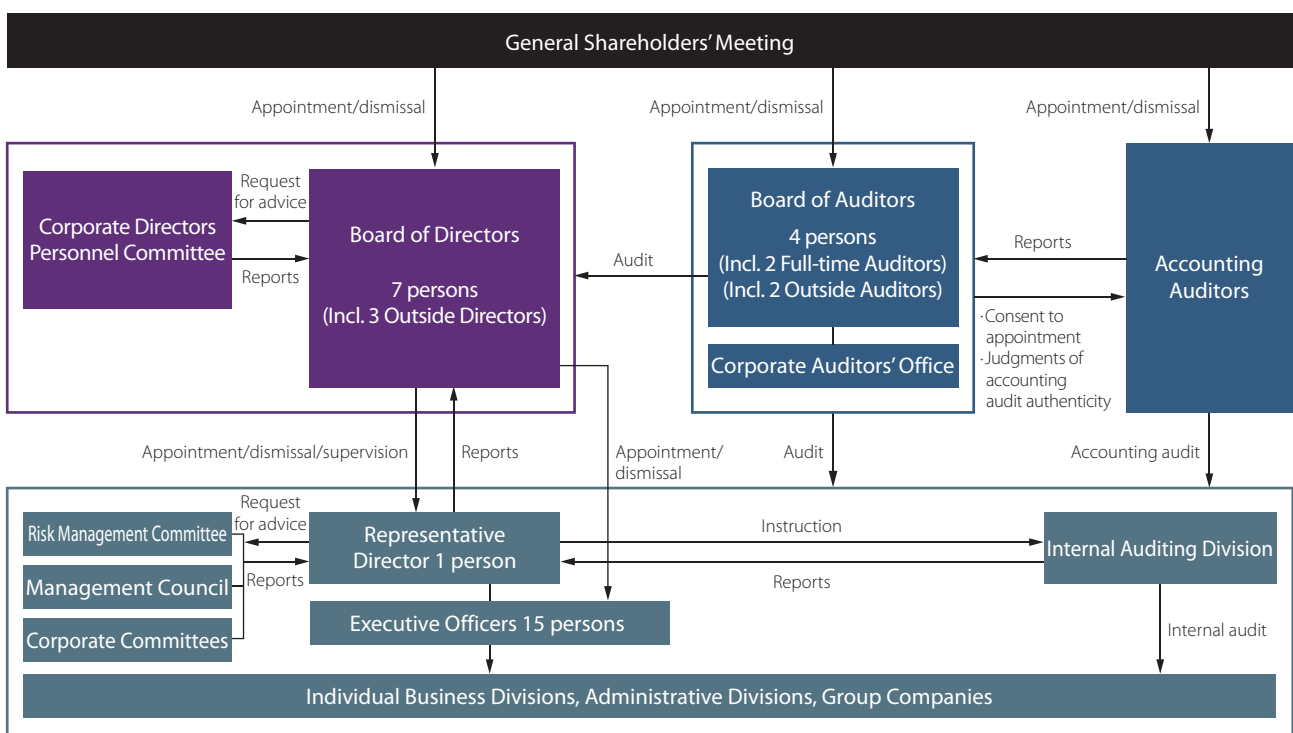 General Shareholders' Meeting
Appointment/dismissal
Appointment/dismissal
Appointment/dismissal
Corporate Directors
Personnel Committee
Request
for advice
Reports
Board of Directors
7 persons
(Incl. 3 Outside Directors)
Audit
Board of Auditors
4 persons
(Incl. 2 Full-time Auditors)
(Incl. 2 Outside Auditors)
Corporate Auditors' Office
Reports
·Consent to
appointment
·Judgments of
accounting
audit authenticity
Accounting
Auditors
Appointment/dismissal/supervision
Reports
Appointment/
dismissal
Audit
Accounting audit
Risk Management Committee
Management Council
Corporate Committees
Request
for advice
Reports
Representative
Director 1 person
Instruction
Reports
Internal Auditing Division
Executive Officers 15 persons
Internal audit
Individual Business Divisions, Administrative Divisions, Group Companies